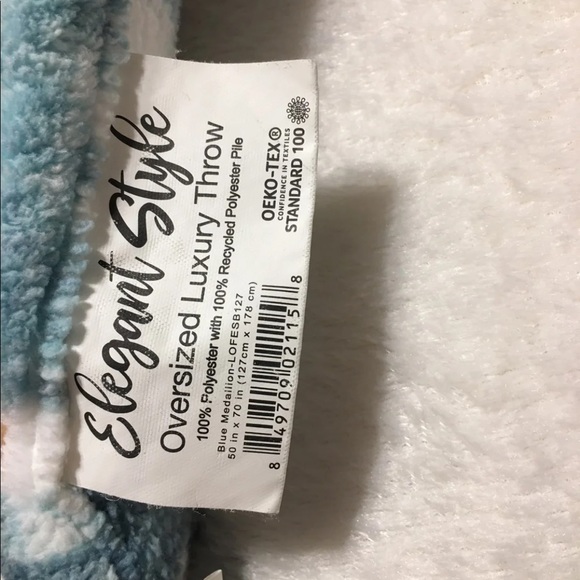 Elegant Style
Oversized Luxury Throw
100% Polyester with 100% Recycled Polyester Pile
Blue Medallion-LOFESB127
50 in x 70 in (127cm x 178 cm)
8 49709 02115 8
OEKO-TEX®
CONFIDENCE IN TEXTILES
STANDARD 100